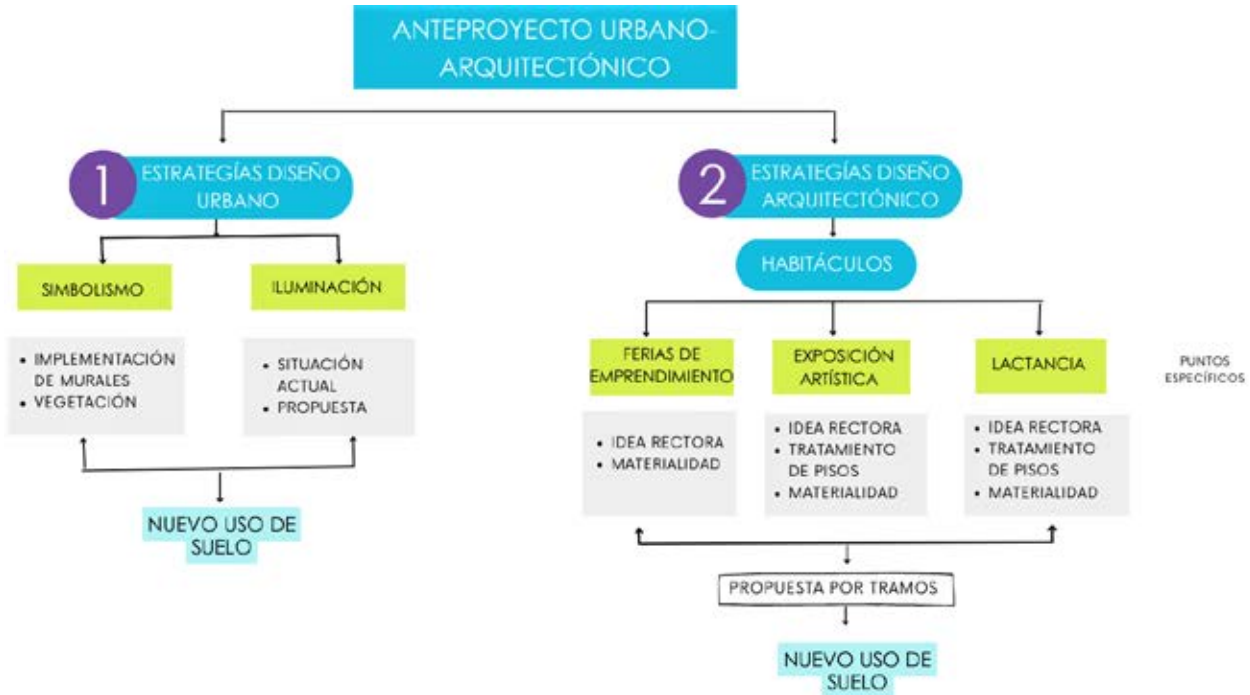 ANTEPROYECTO URBANO-
ARQUITECTÓNICO
1
ESTRATEGÍAS DISEÑO
URBANO
2
ESTRATEGÍAS DISEÑO
ARQUITECTÓNICO
HABITÁCULOS
SIMBOLISMO
ILUMINACIÓN
• IMPLEMENTACIÓN
DE MURALES
• VEGETACIÓN
• SITUACIÓN
ACTUAL
• PROPUESTA
NUEVO USO DE
SUELO
FERIAS DE
EMPRENDIMIENTO
EXPOSICIÓN
ARTÍSTICA
LACTANCIA
PUNTOS
ESPECÍFICOS
• IDEA RECTORA
• MATERIALIDAD
• IDEA RECTORA
• TRATAMIENTO
DE PISOS
• MATERIALIDAD
• IDEA RECTORA
• TRATAMIENTO
DE PISOS
• MATERIALIDAD
PROPUESTA POR TRAMOS
NUEVO USO DE
SUELO